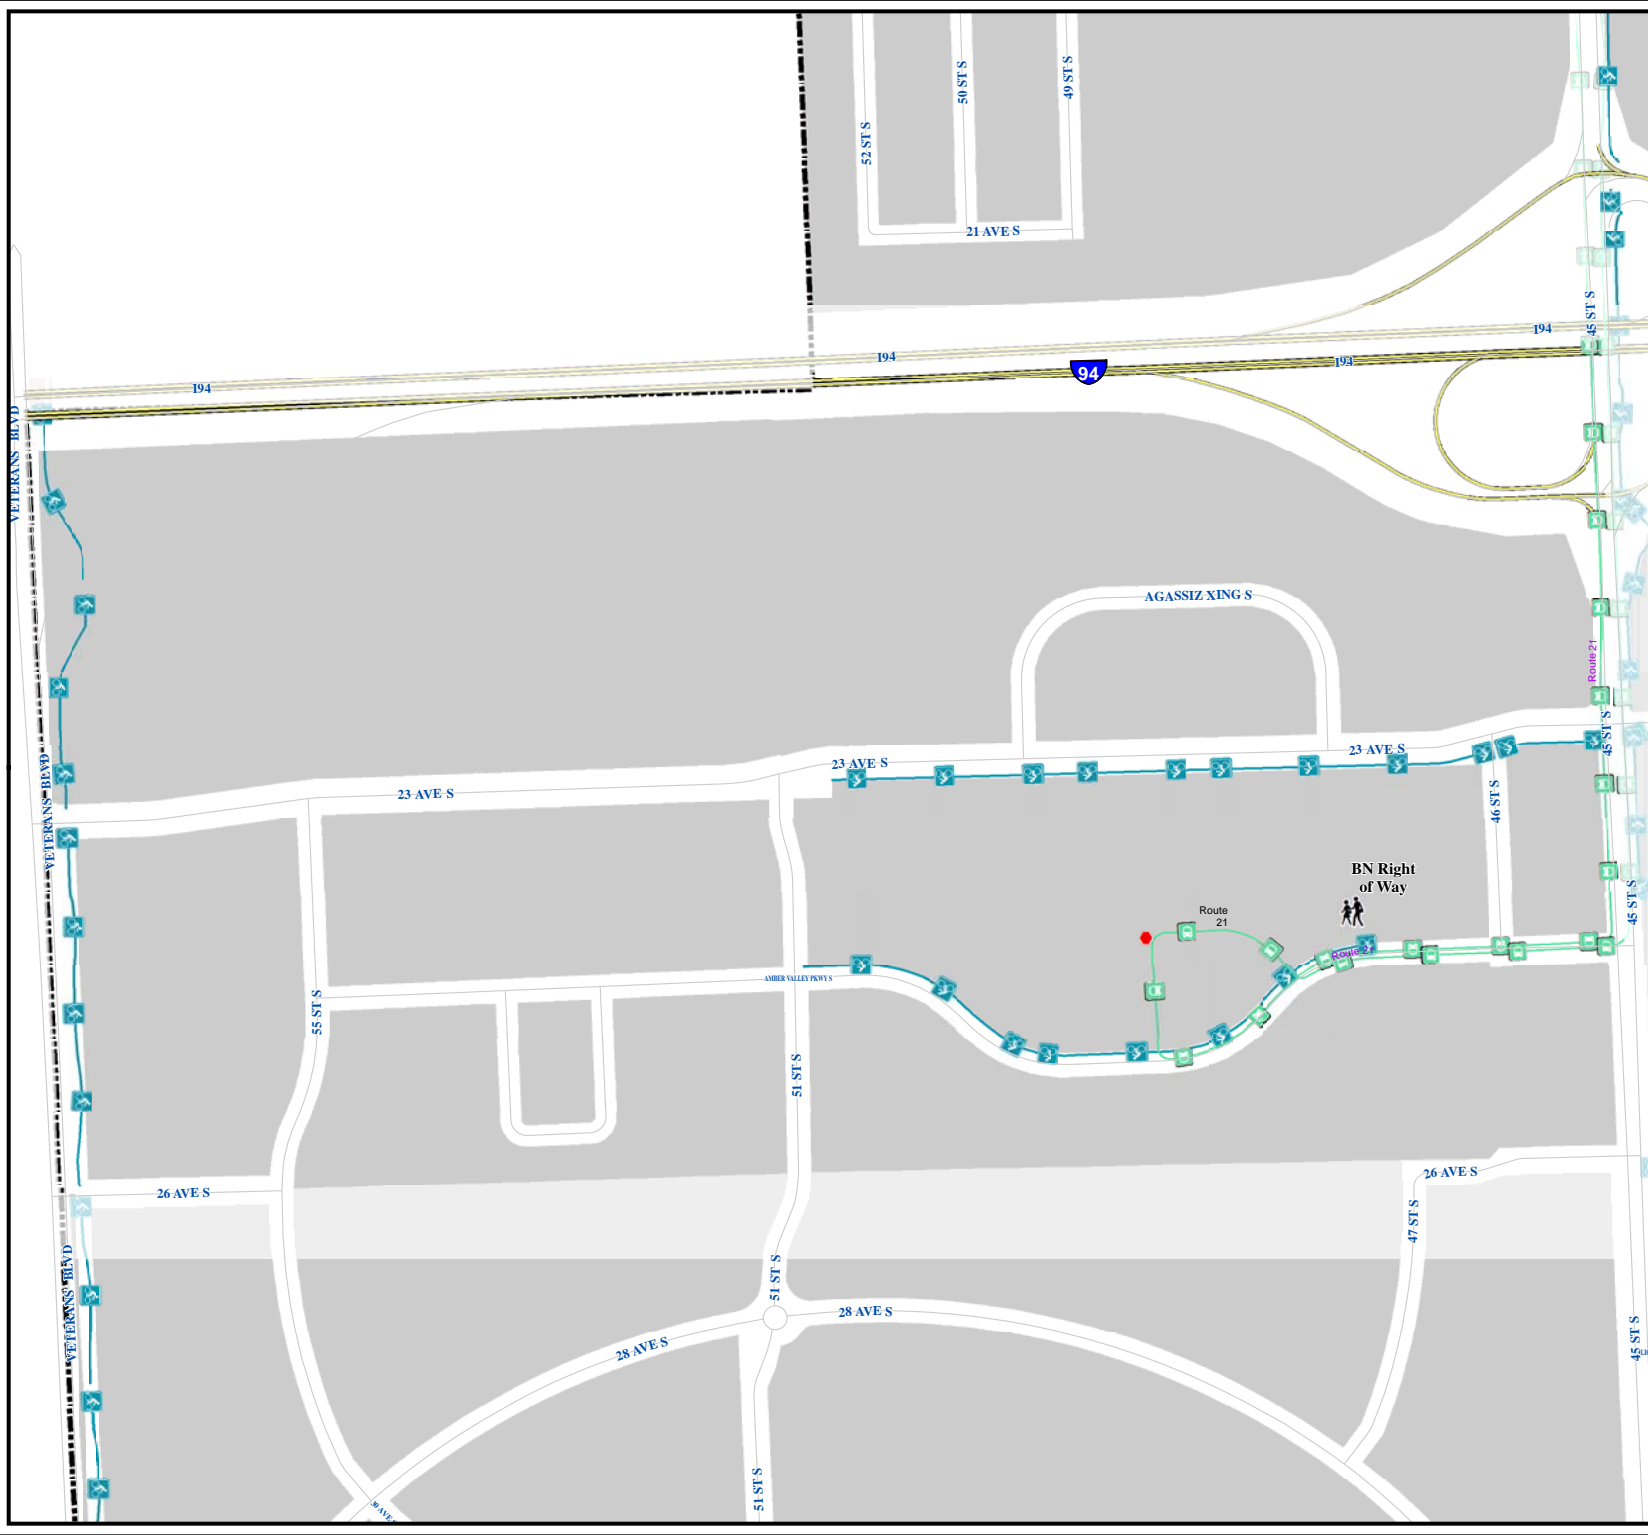 50 ST S
49 ST S
52 ST S
21 AVE S
45 ST S
I94
I94
I94
94
I94
VETERANS BLVD
AGASSIZ XING S
Route 21
45 ST S
23 AVE S
23 AVE S
23 AVE S
VETERANS BLVD
46 ST S
BN Right
of Way
45 ST S
Route
21
Route 21
AMBER VALLEY PKWY S
55 ST S
51 ST S
26 AVE S
26 AVE S
47 ST S
VETERANS BLVD
51 ST S
28 AVE S
28 AVE S
45 ST S
51 ST S
30 AVE S